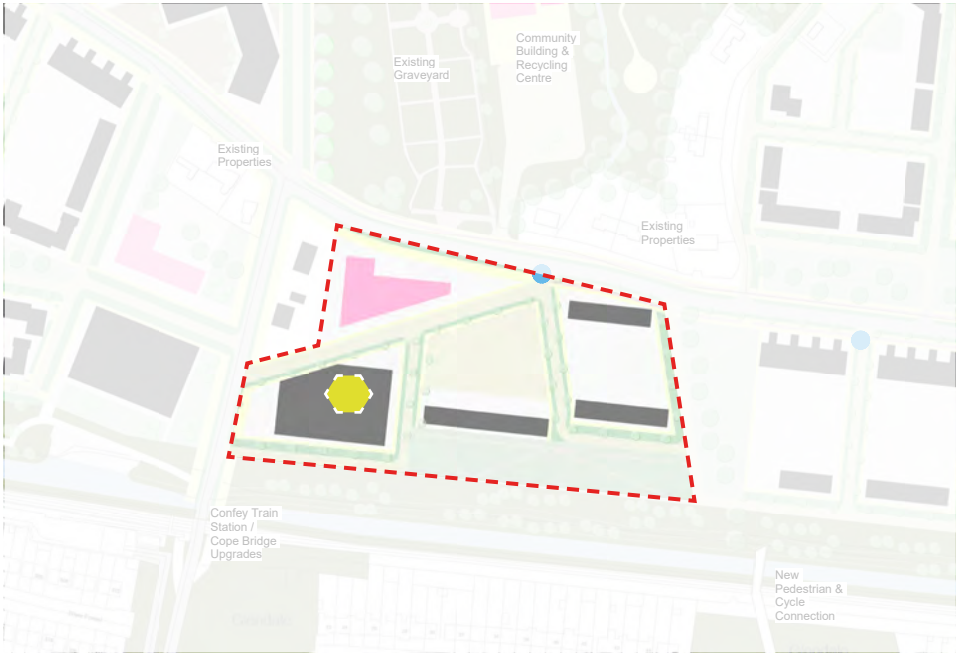 Community
Building &
Recycling
Centre
Existing
Graveyard
Existing
Properties
Existing
Properties
Confey Train
Station /
Cope Bridge
Upgrades
New
Pedestrian &
Cycle
Connection